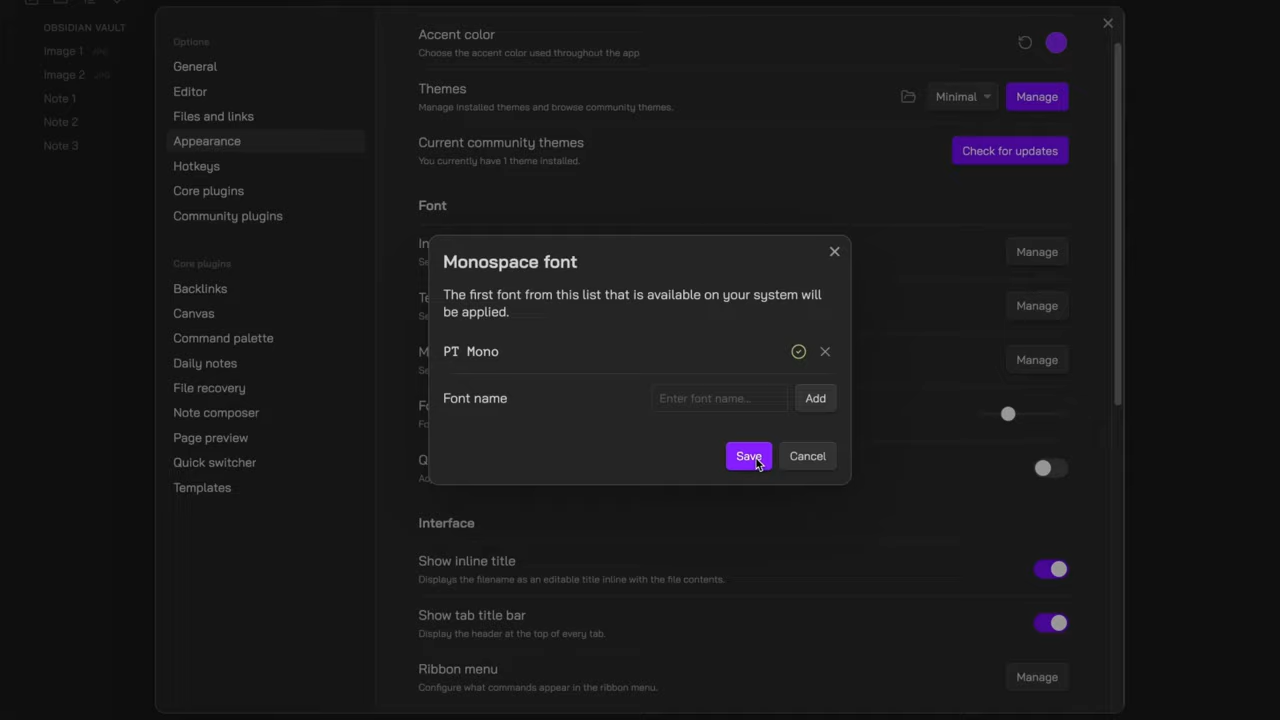 OBSIDIAN VAULT
Image 1
Image 2
Note 1
Note 2
Note 3
Options
General
Editor
Files and links
Appearance
Hotkeys
Core plugins
Community plugins
Core plugins
Backlinks
Canvas
Command palette
Daily notes
File recovery
Note composer
Page preview
Quick switcher
Templates
Accent color
Choose the accent color used throughout the app
Themes
Manage installed themes and browse community themes.
Minimal
Manage
Current community themes
You currently have 1 theme installed.
Check for updates
Font
Manage
Manage
Manage
Monospace font
The first font from this list that is available on your system will
be applied.
PT Mono
Font name
Enter font name...
Add
Save
Cancel
Interface
Show inline title
Displays the filename as an editable title inline with the file contents.
Show tab title bar
Display the header at the top of every tab.
Ribbon menu
Configure what commands appear in the ribbon menu.
Manage